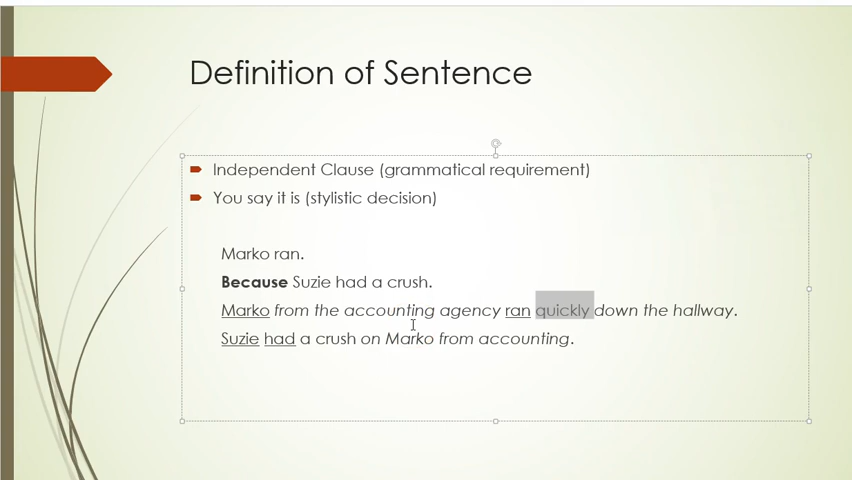 Definition of Sentence
Independent Clause (grammatical requirement)
You say it is (stylistic decision)
Marko ran.
Because Suzie had a crush.
Marko from the accounting agency ran quickly down the hallway.
Suzie had a crush on Marko from accounting.